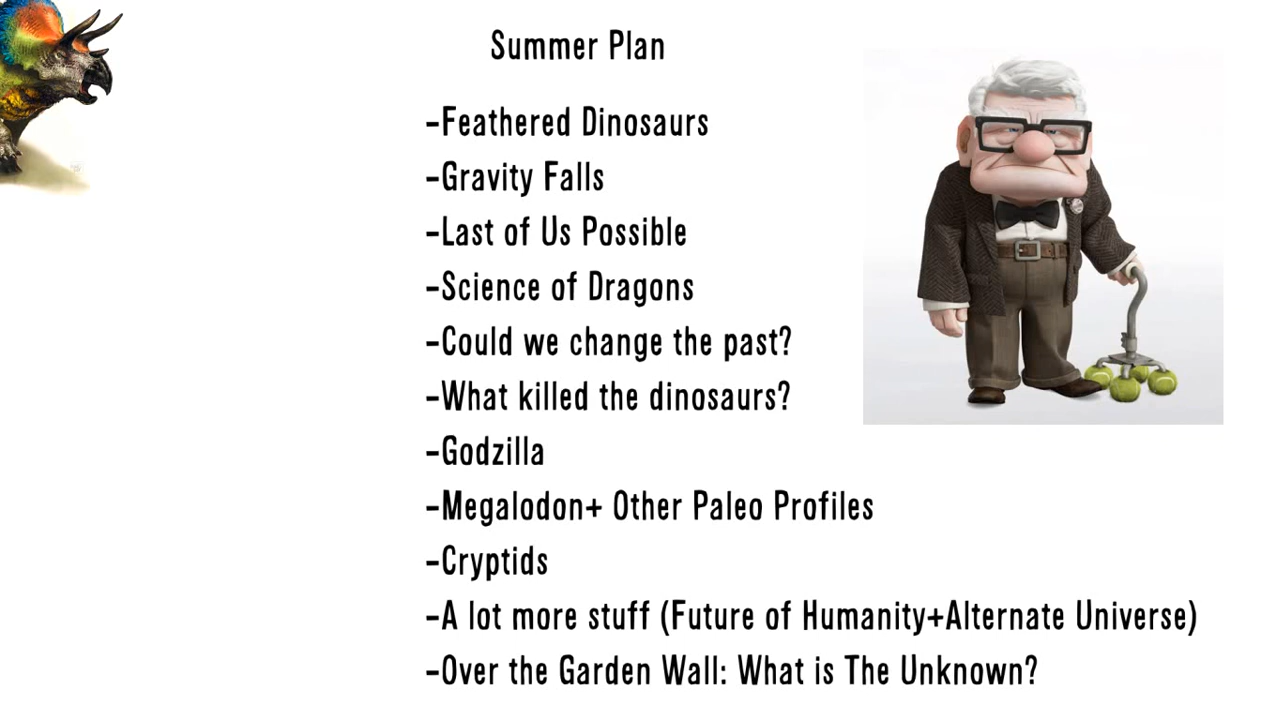 Summer Plan
-Feathered Dinosaurs
-Gravity Falls
-Last of Us Possible
-Science of Dragons
-Could we change the past?
-What killed the dinosaurs?
-Godzilla
-Megalodon+ Other Paleo Profiles
-Cryptids
-A lot more stuff (Future of Humanity+Alternate Universe)
-Over the Garden Wall: What is The Unknown?